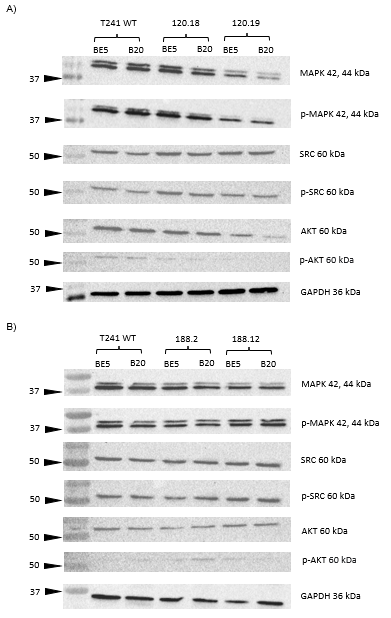 A)
T241 WT 120.18 120.19
BE5 B20 BE5 B20 BE5 B20
37 MAPK 42, 44 kDa
37 p-MAPK 42, 44 kDa
50 SRC 60 kDa
50 p-SRC 60 kDa
50 AKT 60 kDa
50 p-AKT 60 kDa
37 GAPDH 36 kDa
B)
T241 WT 188.2 188.12
BE5 B20 BE5 B20 BE5 B20
37 MAPK 42, 44 kDa
37 p-MAPK 42, 44 kDa
50 SRC 60 kDa
50 p-SRC 60 kDa
50 AKT 60 kDa
50 p-AKT 60 kDa
37 GAPDH 36 kDa